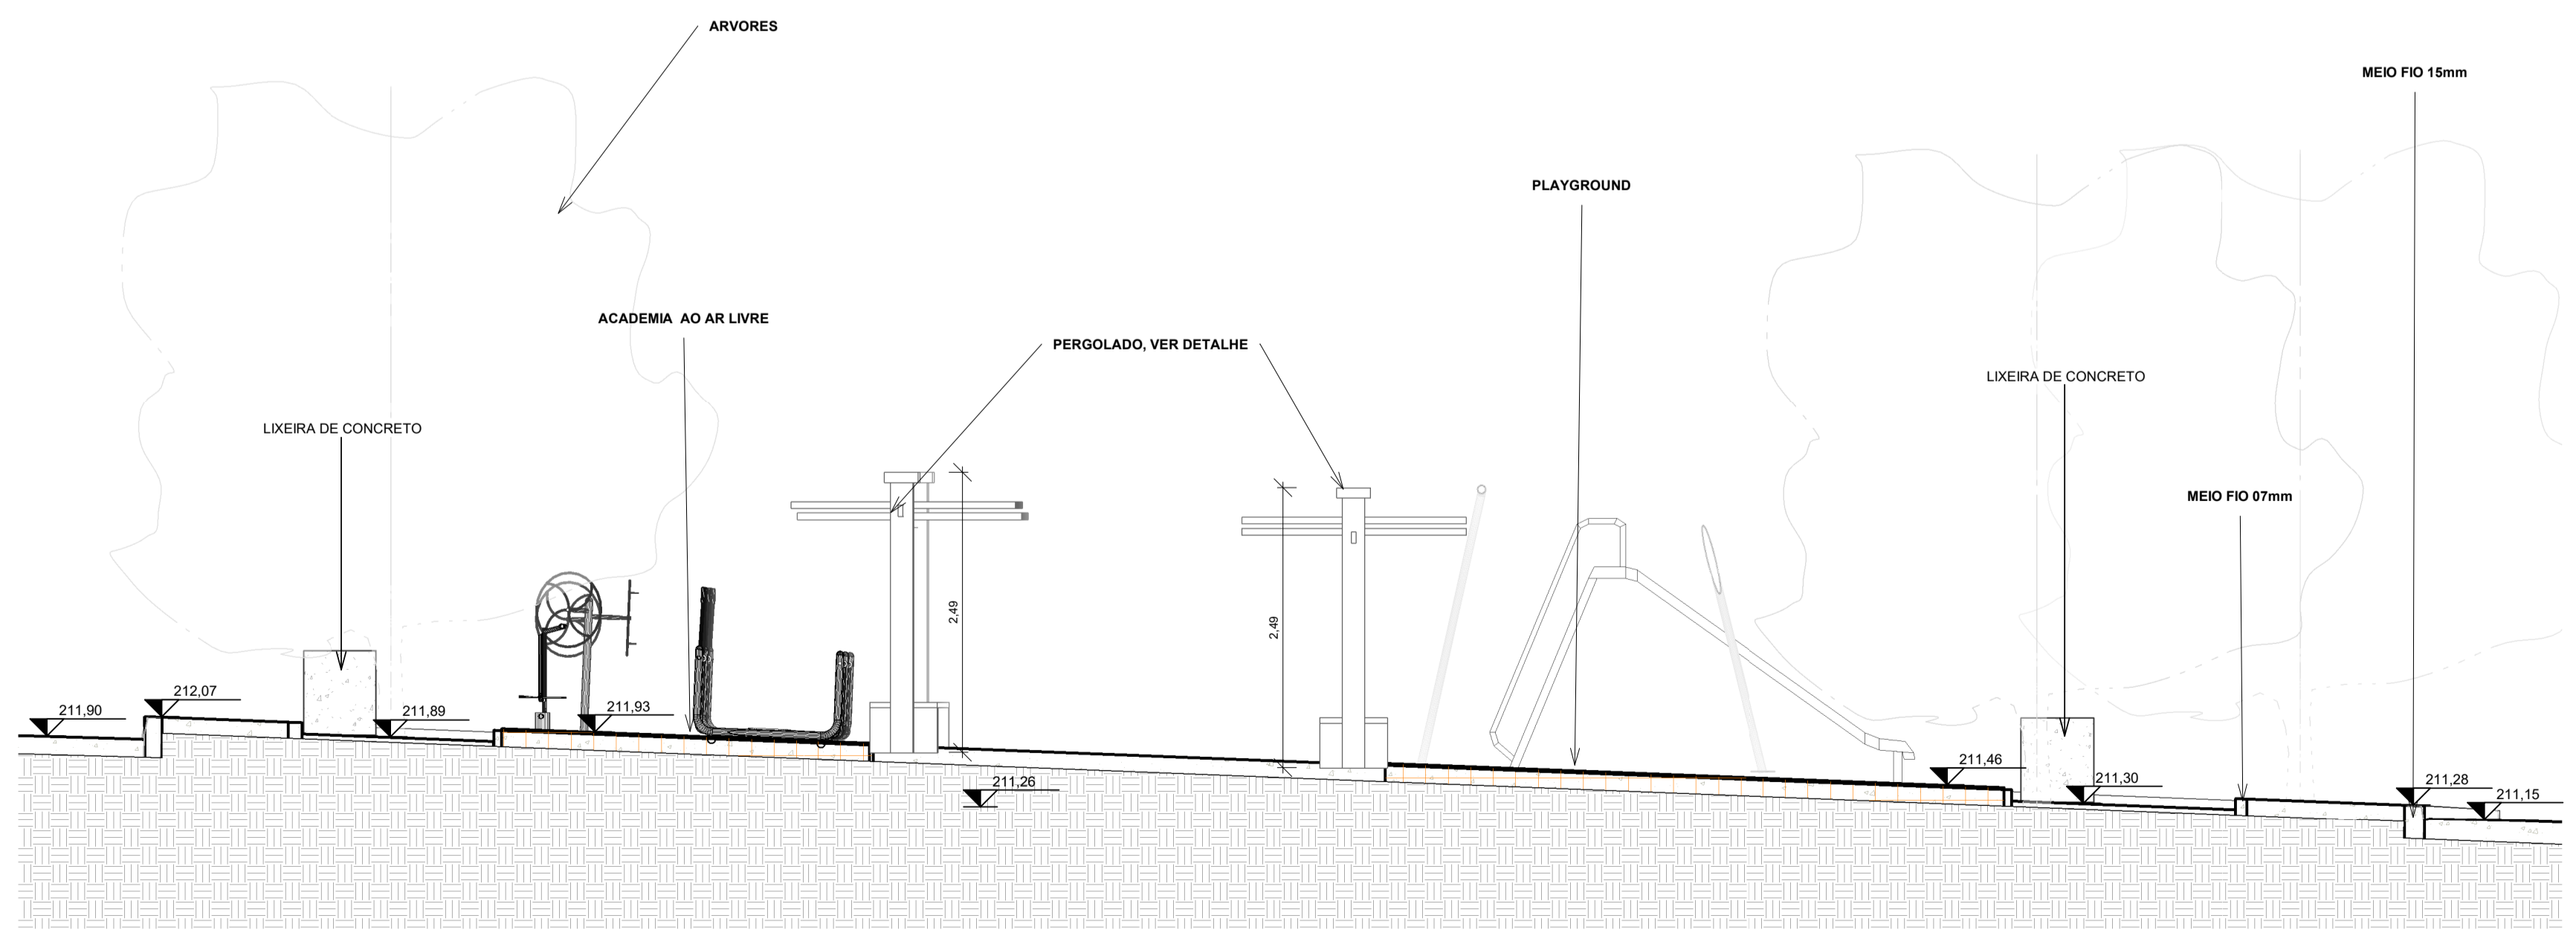 ARVORES
MEIO FIO 15mm
PLAYGROUND
ACADEMIA  AO AR LIVRE
PERGOLADO, VER DETALHE
LIXEIRA DE CONCRETO
LIXEIRA DE CONCRETO
MEIO FIO 07mm
2,49
2,49
211,90
212,07
211,89
211,93
211,26
211,46
211,30
211,28
211,15